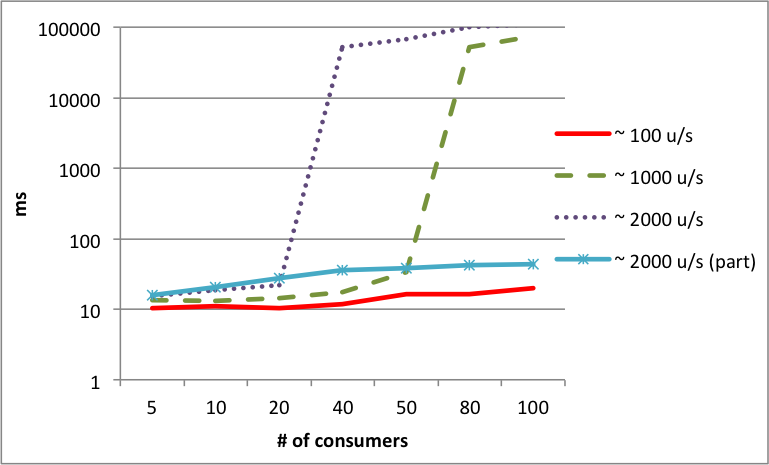 100000
10000
1000
100
10
1
ms
5 10 20 40 50 80 100
# of consumers
~ 100 u/s
~ 1000 u/s
~ 2000 u/s
~ 2000 u/s (part)